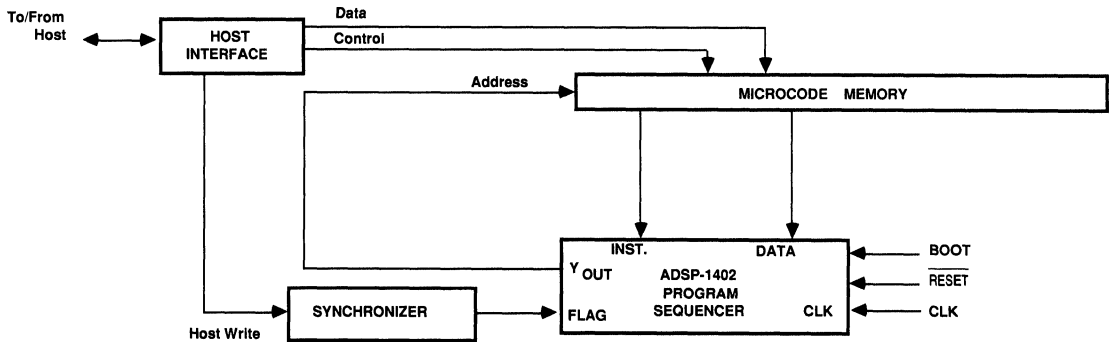 To/From
Host
HOST
INTERFACE
Data
Control
Address
MICROCODE MEMORY
INST.
DATA
YOUT
ADSP-1402
PROGRAM
SEQUENCER
FLAG
CLK
BOOT
RESET
CLK
SYNCHRONIZER
Host Write